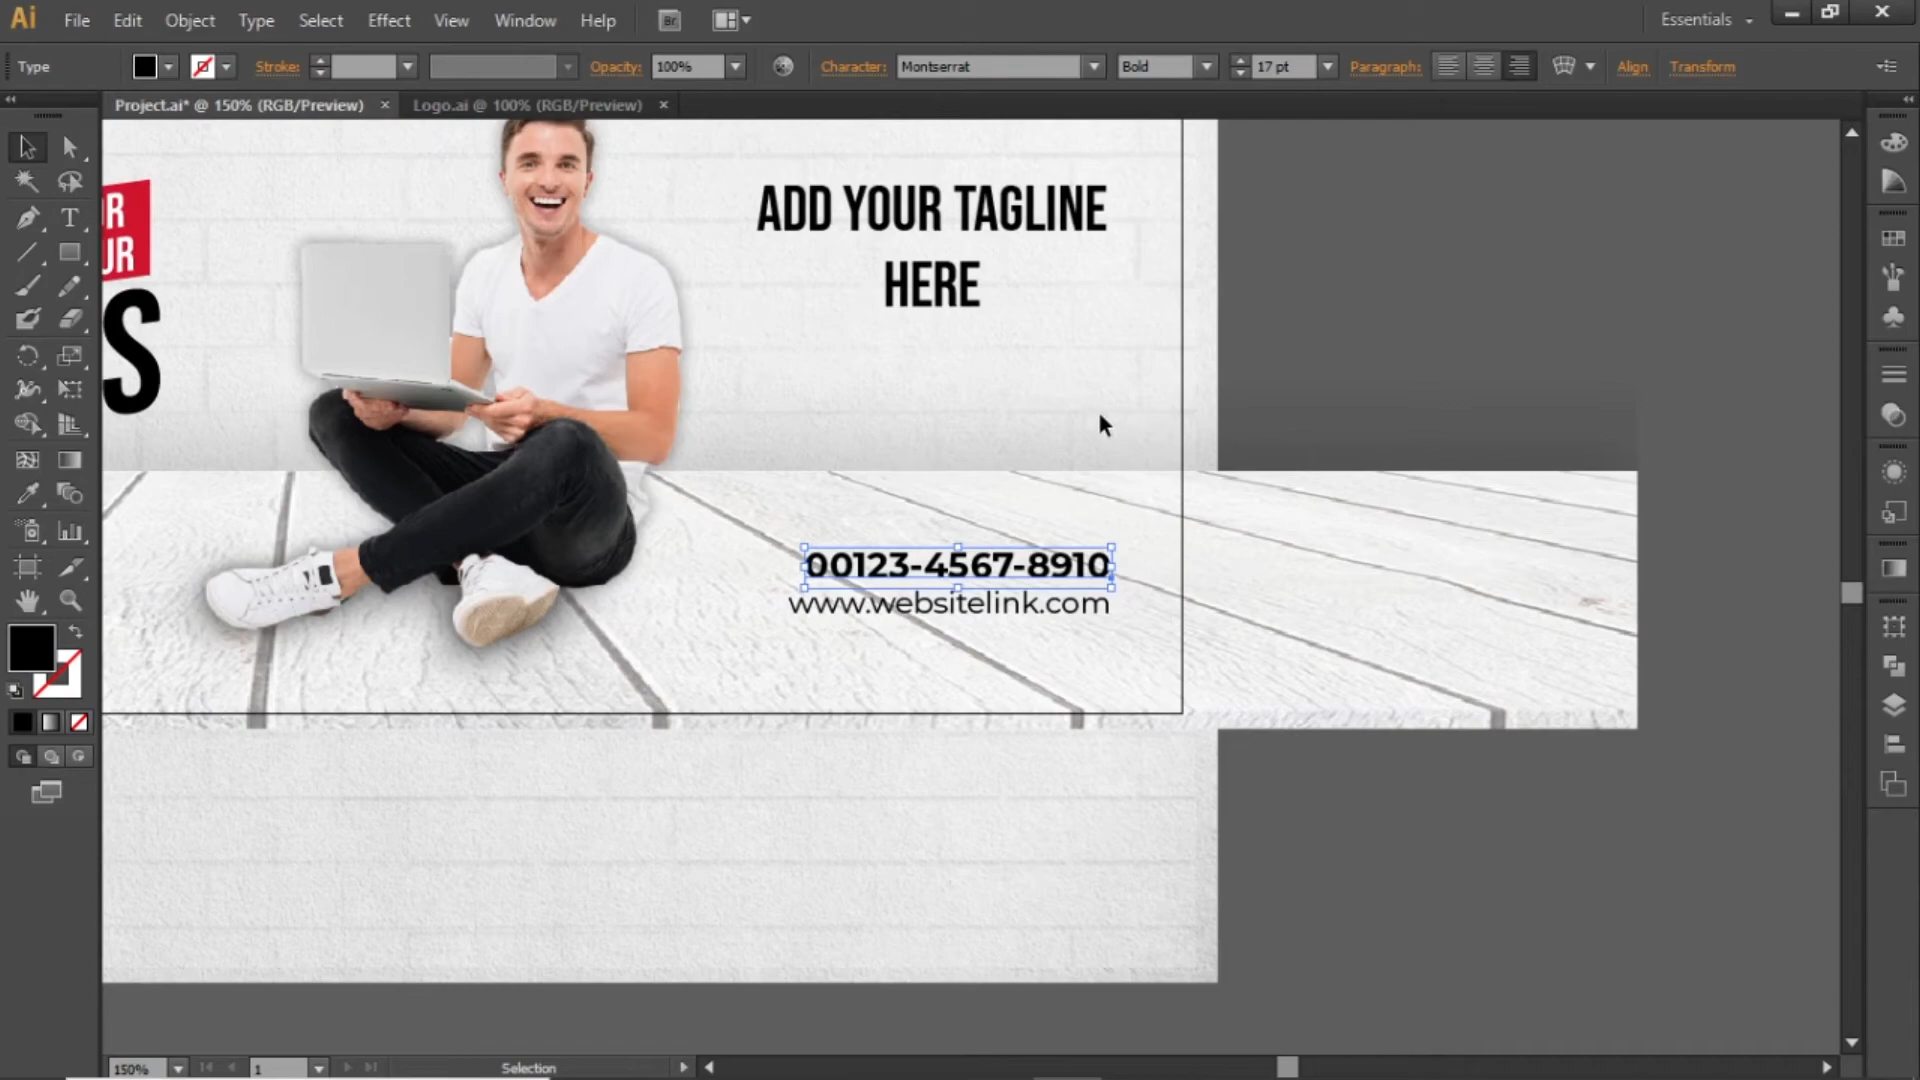 Ai File Edit Object Type Select Effect View Window Help Br Essentials
Type Stroke: Opacity: 100% Character: Montserrat Bold 17 pt Paragraph: Align Transform
Project.ai* @ 150% (RGB/Preview) × Logo.ai @ 100% (RGB/Preview) ×
ADD YOUR TAGLINE
HERE
R
UR
S
00123-4567-8910
www.websitelink.com
T
150% 1 Selection